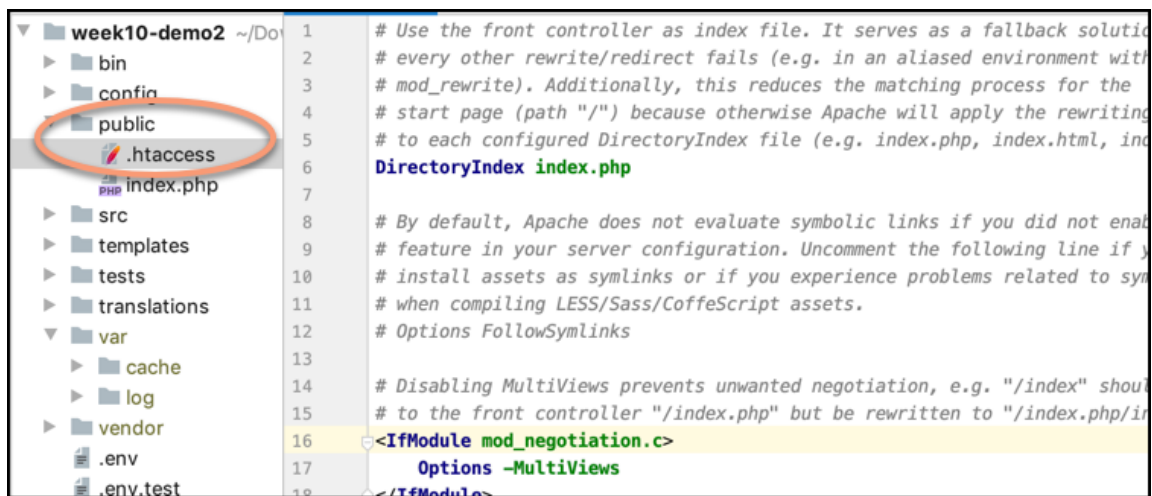 week10-demo2 ~/Do
bin
config
public
.htaccess
PHP index.php
src
templates
tests
translations
var
cache
log
vendor
.env
.env.test
1 # Use the front controller as index file. It serves as a fallback solutio
2 # every other rewrite/redirect fails (e.g. in an aliased environment with
3 # mod_rewrite). Additionally, this reduces the matching process for the
4 # start page (path "/") because otherwise Apache will apply the rewriting
5 # to each configured DirectoryIndex file (e.g. index.php, index.html, ind
6 DirectoryIndex index.php
7
8 # By default, Apache does not evaluate symbolic links if you did not enab
9 # feature in your server configuration. Uncomment the following line if y
10 # install assets as symlinks or if you experience problems related to sym
11 # when compiling LESS/Sass/CoffeScript assets.
12 # Options FollowSymlinks
13
14 # Disabling MultiViews prevents unwanted negotiation, e.g. "/index" shoul
15 # to the front controller "/index.php" but be rewritten to "/index.php/in
16 <IfModule mod_negotiation.c>
17 Options -MultiViews
18 </IfModule>